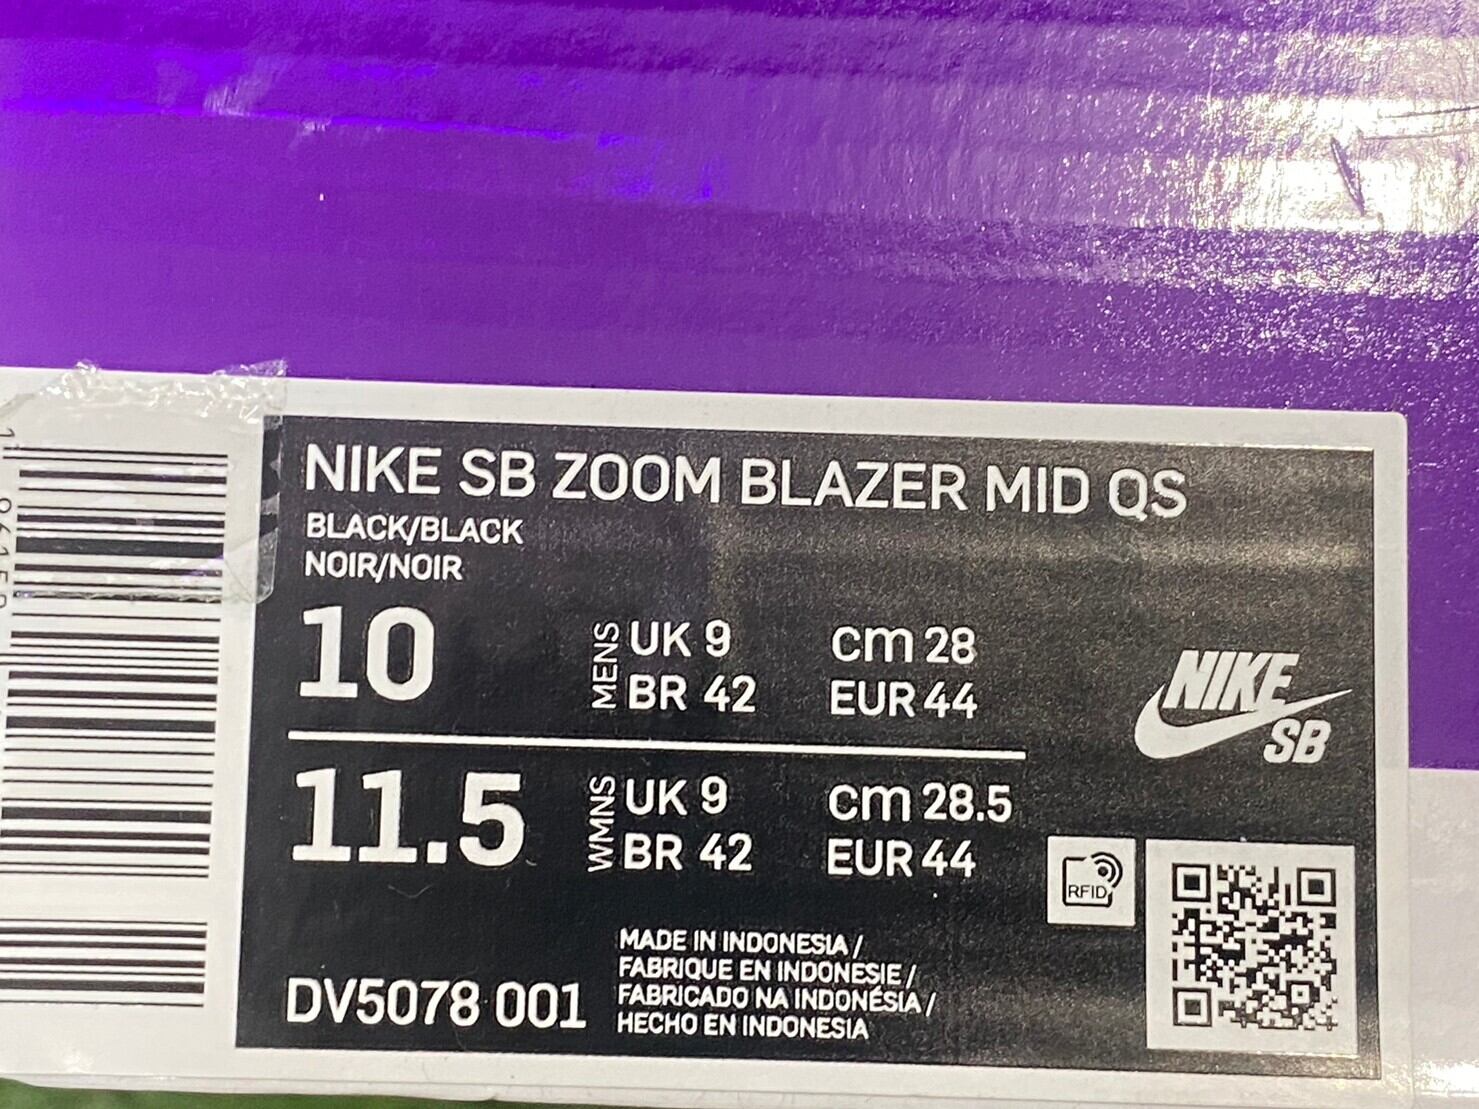 NIKE SB ZOOM BLAZER MID QS
BLACK/BLACK
NOIR/NOIR
10
MENS
UK 9
cm 28
BR 42
EUR 44
NIKE
SB
11.5
WMNS
UK 9
cm 28.5
BR 42
EUR 44
RFID
MADE IN INDONESIA /
FABRIQUE EN INDONESIE /
FABRICADO NA INDONÉSIA /
HECHO EN INDONESIA
DV5078 001